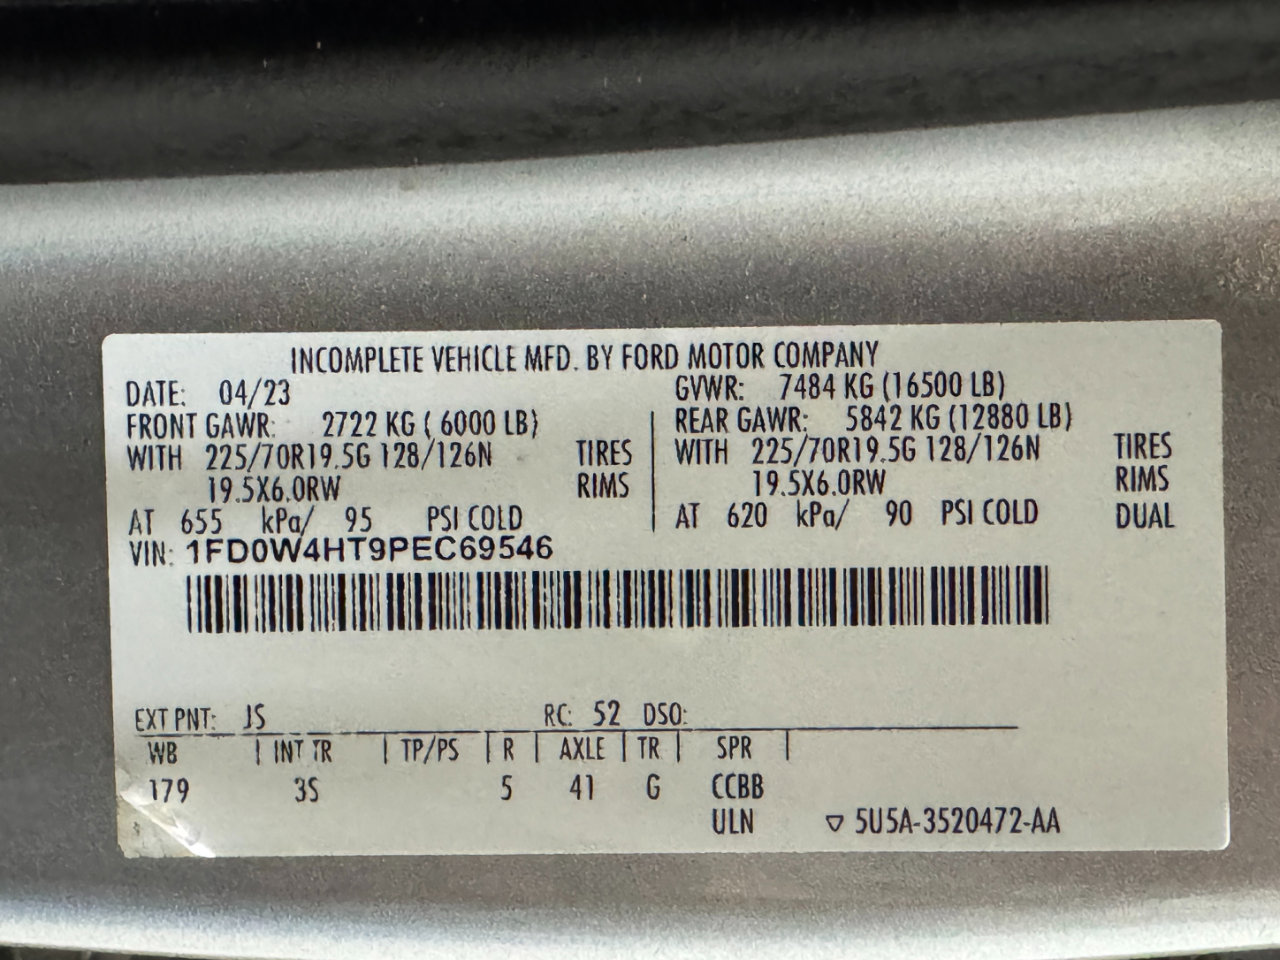 INCOMPLETE VEHICLE MFD. BY FORD MOTOR COMPANY
DATE: 04/23 GVWR: 7484 KG (16500 LB)
FRONT GAWR: 2722 KG ( 6000 LB) REAR GAWR: 5842 KG (12880 LB)
WITH 225/70R19.5G 128/126N TIRES WITH 225/70R19.5G 128/126N TIRES
19.5X6.0RW RIMS 19.5X6.0RW RIMS
AT 655 kPa/ 95 PSI COLD AT 620 kPa/ 90 PSI COLD DUAL
VIN: 1FD0W4HT9PEC69546
EXT PNT: JS RC: 52 DSO:
WB | INT TR | TP/PS | R | AXLE | TR | SPR |
179 3S 5 41 G CCBB
ULN ▽ 5U5A-3520472-AA